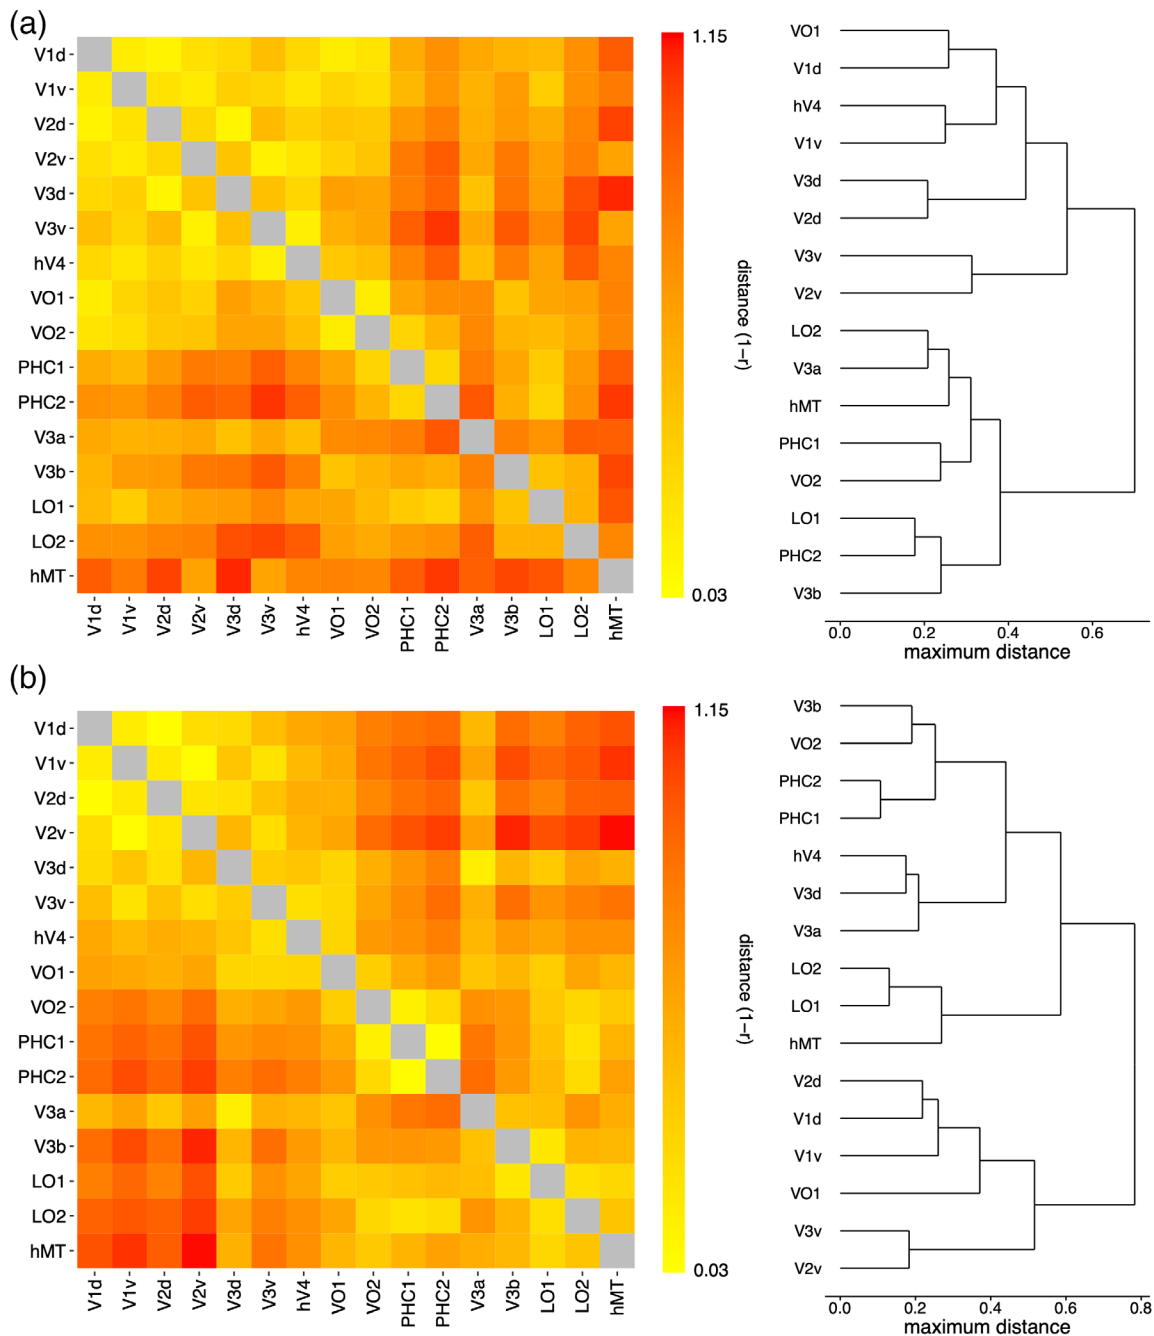 (a)
V1d
V1v
V2d
V2v
V3d
V3v
hV4
VO1
VO2
PHC1
PHC2
V3a
V3b
LO1
LO2
hMT
V1d V1v V2d V2v V3d V3v hV4 VO1 VO2 PHC1 PHC2 V3a V3b LO1 LO2 hMT
1.15
distance (1−r)
0.03
VO1
V1d
hV4
V1v
V3d
V2d
V3v
V2v
LO2
V3a
hMT
PHC1
VO2
LO1
PHC2
V3b
0.0 0.2 0.4 0.6
maximum distance
(b)
V1d
V1v
V2d
V2v
V3d
V3v
hV4
VO1
VO2
PHC1
PHC2
V3a
V3b
LO1
LO2
hMT
V1d V1v V2d V2v V3d V3v hV4 VO1 VO2 PHC1 PHC2 V3a V3b LO1 LO2 hMT
1.15
distance (1−r)
0.03
V3b
VO2
PHC2
PHC1
hV4
V3d
V3a
LO2
LO1
hMT
V2d
V1d
V1v
VO1
V3v
V2v
0.0 0.2 0.4 0.6 0.8
maximum distance